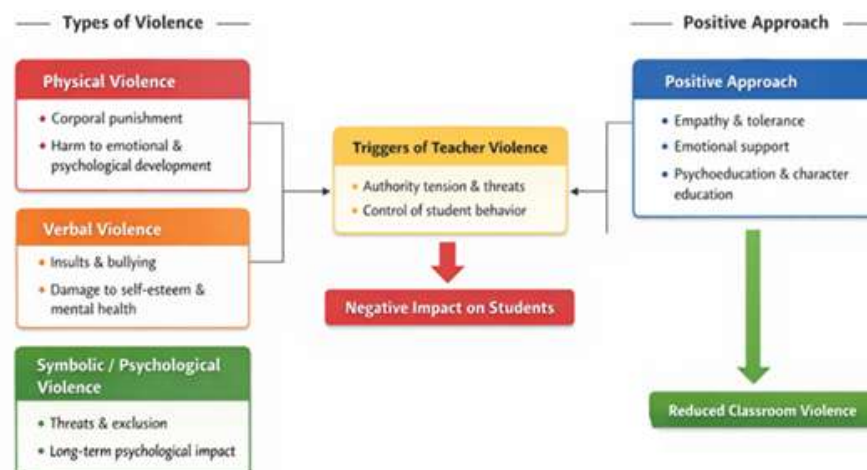 Types of Violence
Physical Violence
• Corporal punishment
• Harm to emotional &
psychological development
Verbal Violence
• Insults & bullying
• Damage to self-esteem &
mental health
Symbolic / Psychological
Violence
• Threats & exclusion
• Long-term psychological impact
Triggers of Teacher Violence
• Authority tension & threats
• Control of student behavior
Negative Impact on Students
Positive Approach
Positive Approach
• Empathy & tolerance
• Emotional support
• Psychoeducation & character
education
Reduced Classroom Violence